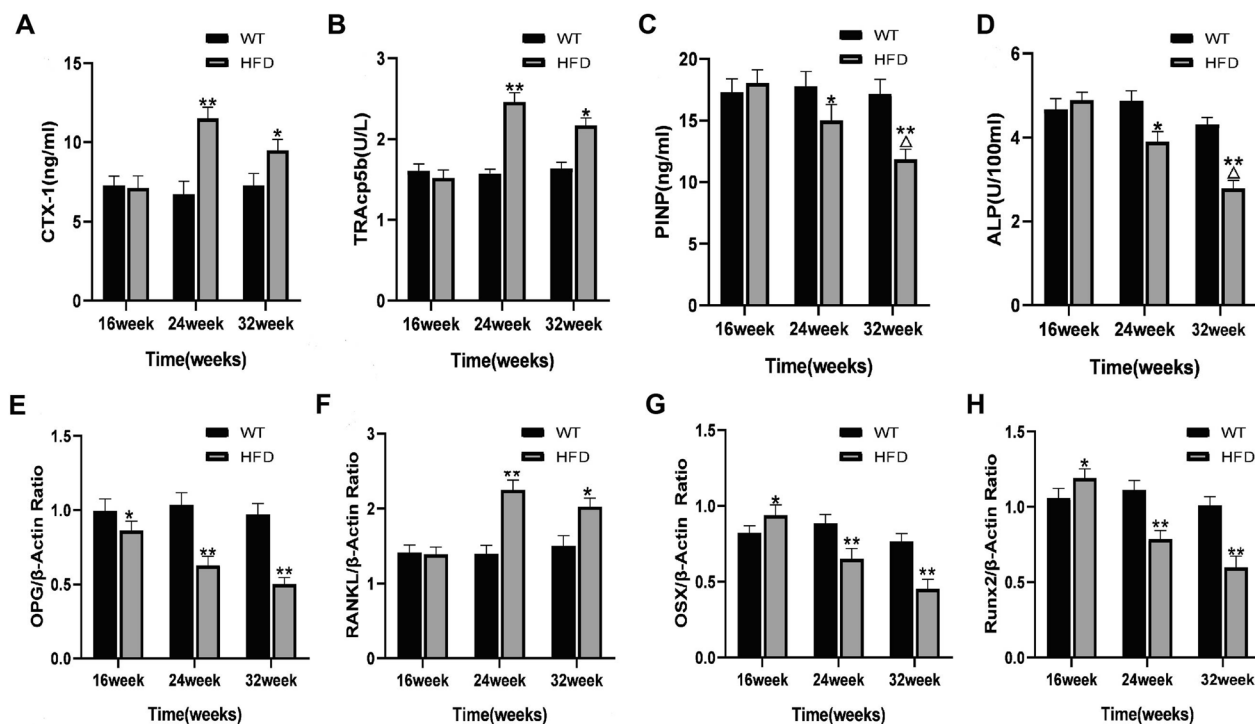 A
WT
HFD
CTX-1(ng/ml)
15
10
5
0
**
*
16week 24week 32week
Time(weeks)
B
WT
HFD
TRAcp5b(U/L)
3
2
1
0
**
*
16week 24week 32week
Time(weeks)
C
WT
HFD
PINP(ng/ml)
20
15
10
5
0
*
**
△
16week 24week 32week
Time(weeks)
D
WT
HFD
ALP(U/100ml)
6
4
2
0
*
**
△
16week 24week 32week
Time(weeks)
E
WT
HFD
OPG/β-Actin Ratio
1.5
1.0
0.5
0.0
*
**
**
16week 24week 32week
Time(weeks)
F
WT
HFD
RANKL/β-Actin Ratio
3
2
1
0
**
*
16week 24week 32week
Time(weeks)
G
WT
HFD
OSX/β-Actin Ratio
1.5
1.0
0.5
0.0
*
**
**
16week 24week 32week
Time(weeks)
H
WT
HFD
Runx2/β-Actin Ratio
1.5
1.0
0.5
0.0
*
**
**
16week 24week 32week
Time(weeks)